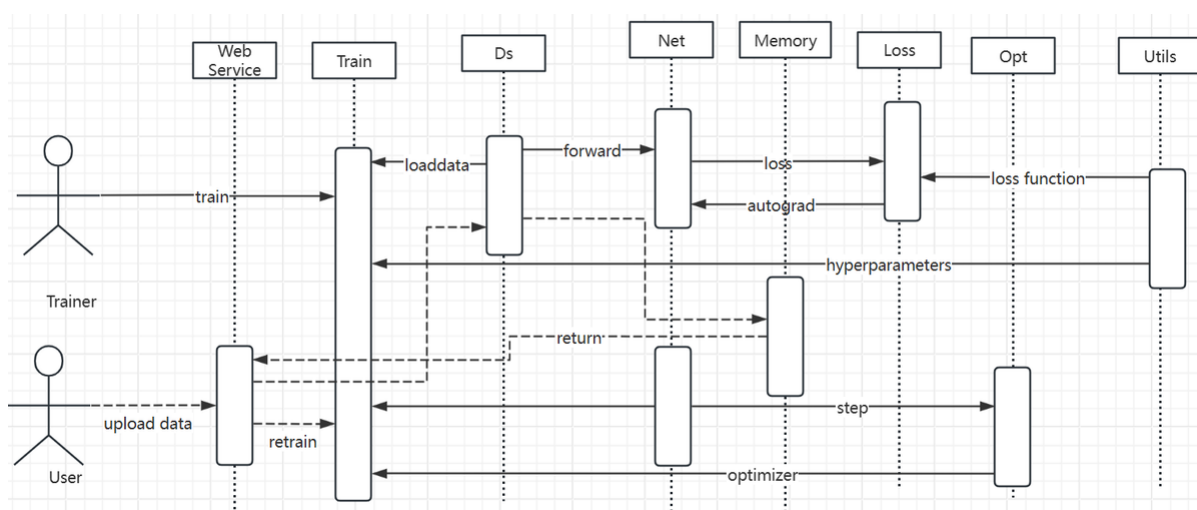 Web
Service
Train
Ds
Net
Memory
Loss
Opt
Utils
forward
loaddata
loss
loss function
train
autograd
hyperparameters
Trainer
return
upload data
step
retrain
User
optimizer